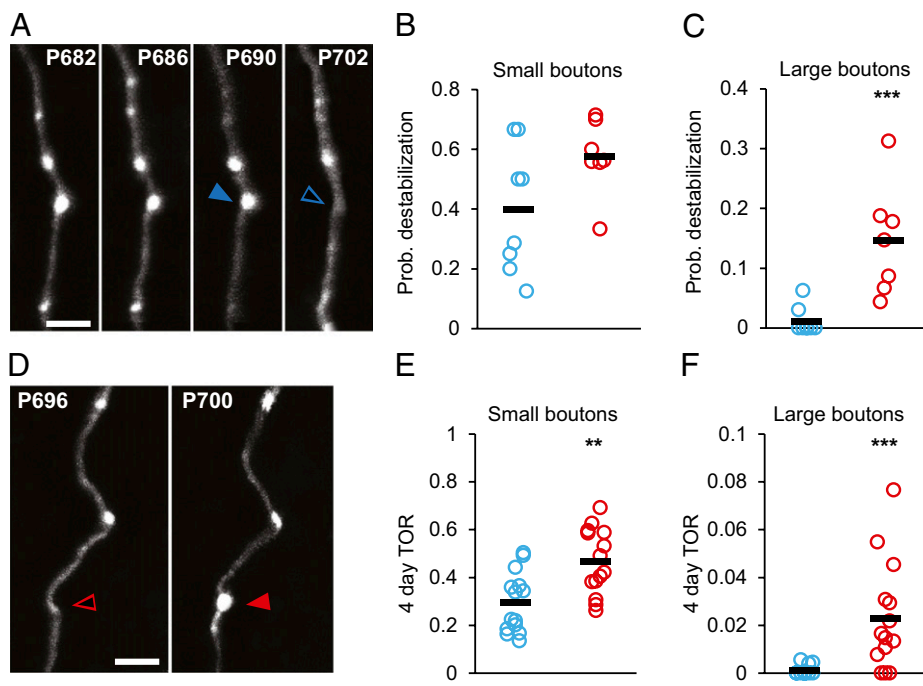 A
P682 P686 P690 P702
B
Small boutons
Prob. destabilization
0.8
0.6
0.4
0.2
0
C
Large boutons
***
Prob. destabilization
0.4
0.3
0.2
0.1
0
D
P696 P700
E
Small boutons
**
4 day TOR
1
0.8
0.6
0.4
0.2
0
F
Large boutons
***
4 day TOR
0.1
0.08
0.06
0.04
0.02
0